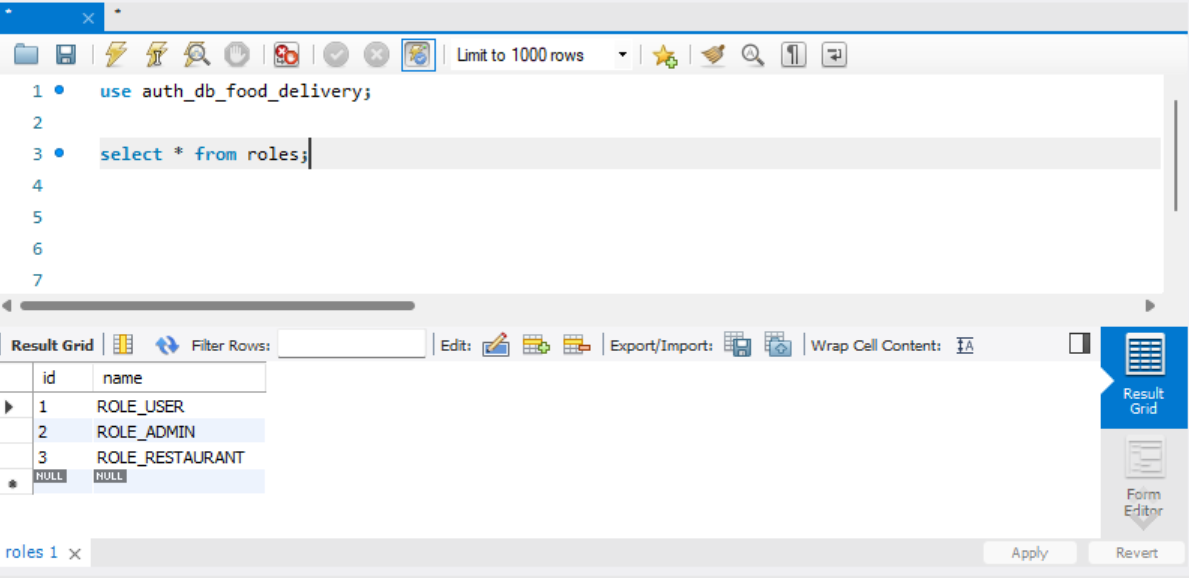 Limit to 1000 rows
1 use auth_db_food_delivery;
2
3 select * from roles;
4
5
6
7
Result Grid Filter Rows: Edit: Export/Import: Wrap Cell Content: IA
id name
1 ROLE_USER
2 ROLE_ADMIN
3 ROLE_RESTAURANT
NULL NULL
Result
Grid
Form
Editor
roles 1 Apply Revert